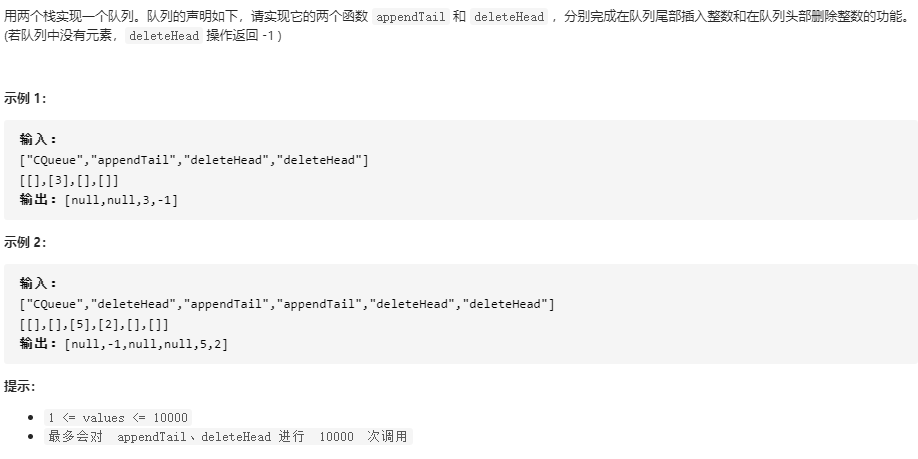 用两个栈实现一个队列。队列的声明如下，请实现它的两个函数 appendTail 和 deleteHead ，分别完成在队列尾部插入整数和在队列头部删除整数的功能。
(若队列中没有元素，deleteHead 操作返回 -1 )
示例 1：
输入：
["CQueue","appendTail","deleteHead","deleteHead"]
[[],[3],[],[]]
输出：[null,null,3,-1]
示例 2：
输入：
["CQueue","deleteHead","appendTail","appendTail","deleteHead","deleteHead"]
[[],[],[5],[2],[],[]]
输出：[null,-1,null,null,5,2]
提示：
1 <= values <= 10000
最多会对 appendTail、deleteHead 进行 10000 次调用